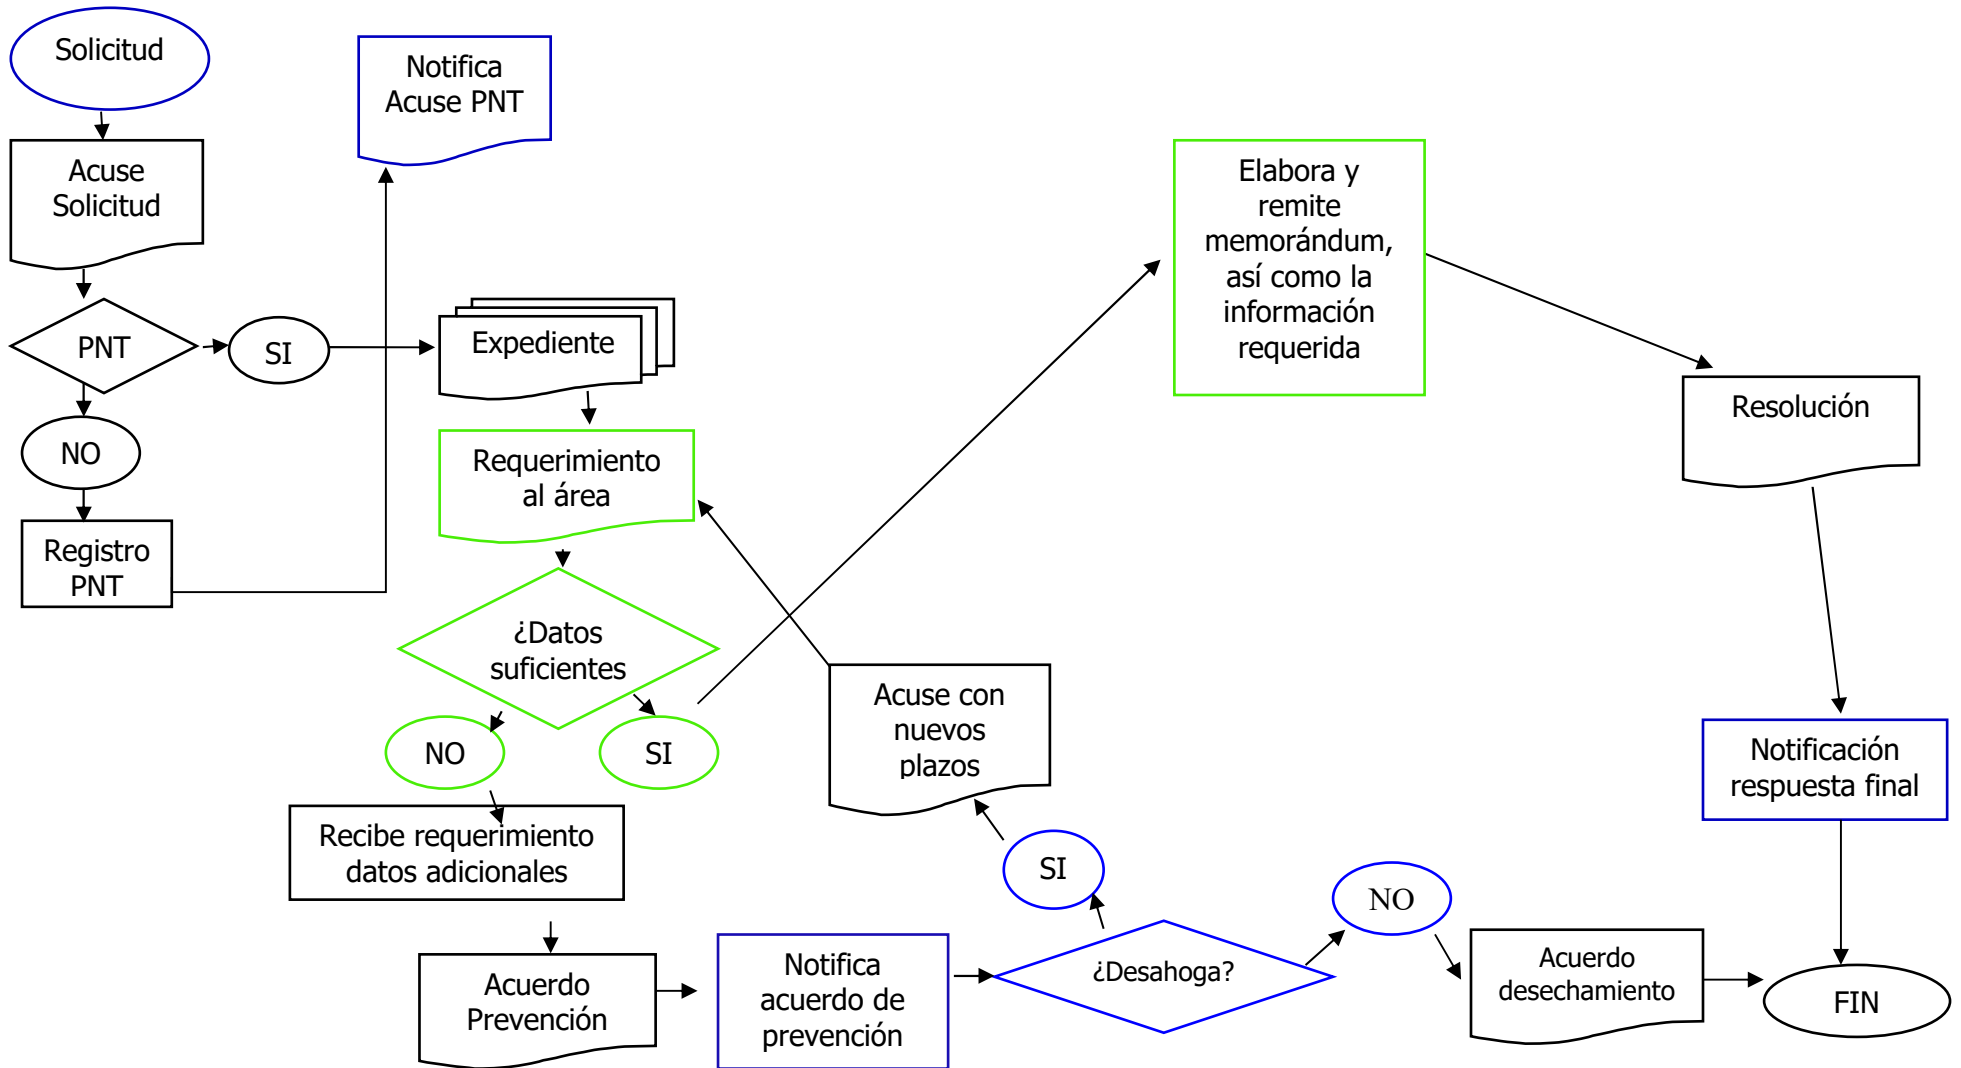 Solicitud
Notifica
Acuse PNT
Acuse
Solicitud
Elabora y
remite
memorándum,
así como la
información
requerida
PNT
SI
Expediente
Resolución
NO
Requerimiento
al área
Registro
PNT
¿Datos
suficientes
NO
SI
Acuse con
nuevos
plazos
Notificación
respuesta final
Recibe requerimiento
datos adicionales
SI
NO
Acuerdo
Prevención
Notifica
acuerdo de
prevención
¿Desahoga?
Acuerdo
desechamiento
FIN